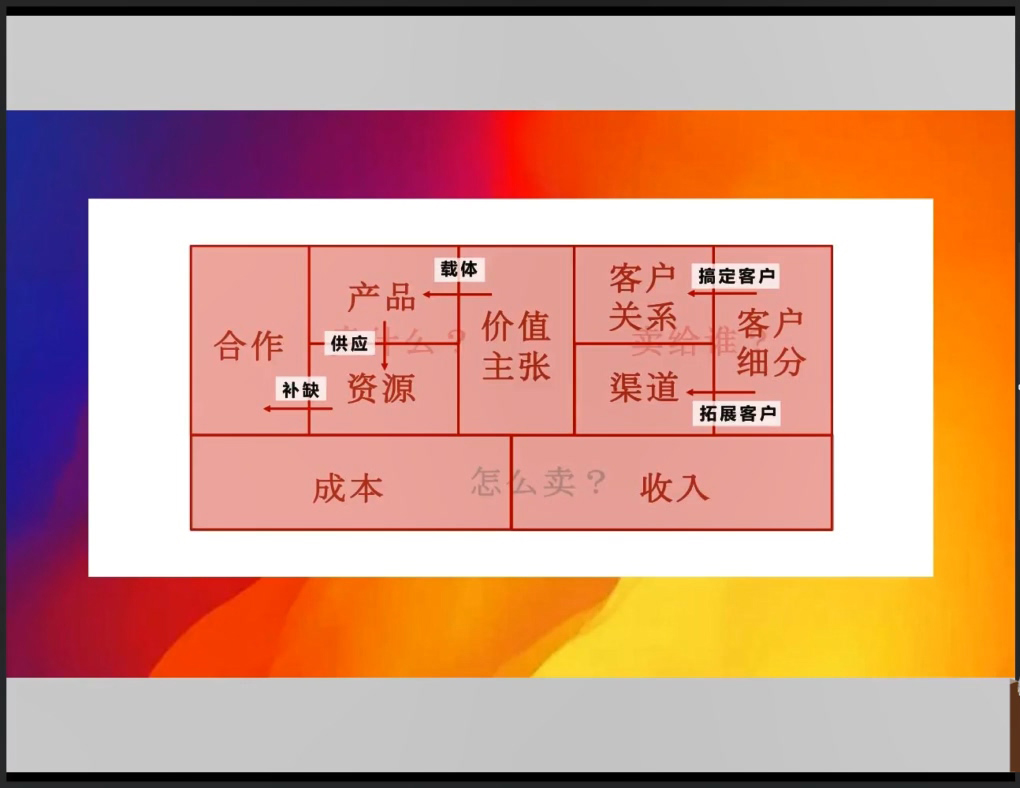 载体
搞定客户
产品
客户
关系
价值
主张
客户
细分
合作
供应
卖什么？
卖给谁？
补缺
资源
渠道
拓展客户
成本
怎么卖？
收入